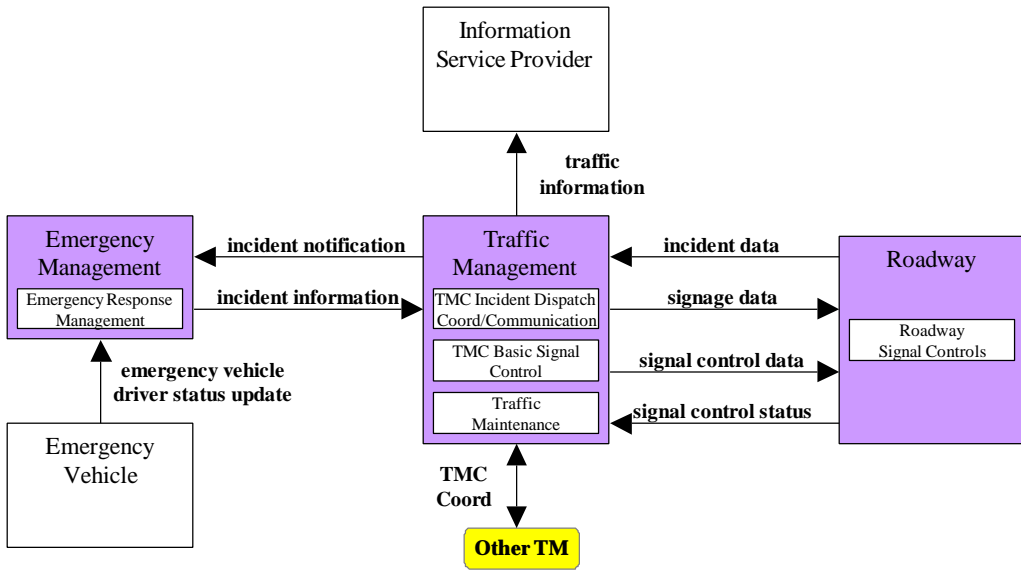 Information
Service Provider
traffic
information
Emergency
Management
Emergency Response
Management
incident notification
incident information
Traffic
Management
TMC Incident Dispatch
Coord/Communication
TMC Basic Signal
Control
Traffic
Maintenance
incident data
signage data
signal control data
signal control status
Roadway
Roadway
Signal Controls
emergency vehicle
driver status update
Emergency
Vehicle
TMC
Coord
Other TM